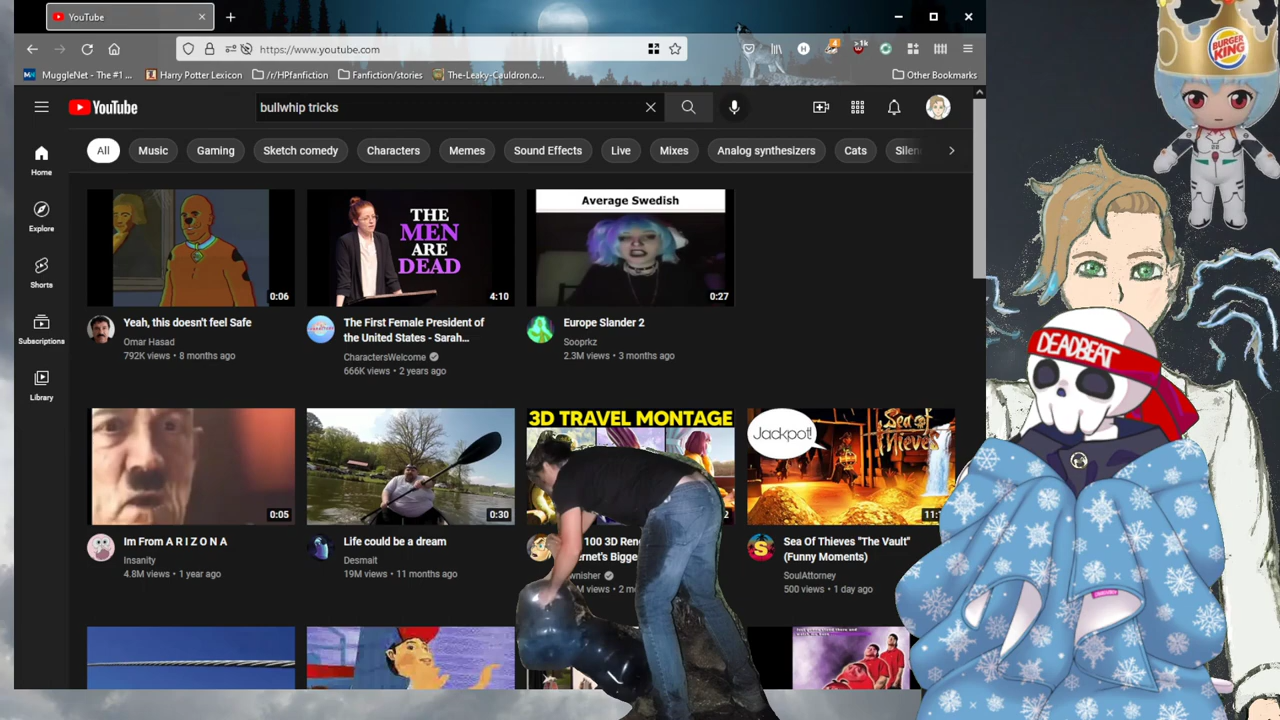 YouTube
https://www.youtube.com
4
>1k
MuggleNet - The #1 ...
Harry Potter Lexicon
/r/HPfanfiction
Fanfiction/stories
The-Leaky-Cauldron.o...
Other Bookmarks
YouTube
bullwhip tricks
All
Music
Gaming
Sketch comedy
Characters
Memes
Sound Effects
Live
Mixes
Analog synthesizers
Cats
Home
Explore
Shorts
Subscriptions
Library
0:06
THE
MEN
ARE
DEAD
4:10
Average Swedish
0:27
Yeah, this doesn't feel Safe
Omar Hasad
792K views • 8 months ago
The First Female President of
the United States - Sarah...
CharactersWelcome
666K views • 2 years ago
Europe Slander 2
Sooprkz
2.3M views • 3 months ago
0:05
0:30
3D TRAVEL MONTAGE
Jackpot!
Sea of
Thieves
Im From A R I Z O N A
Insanity
4.8M views • 1 year ago
Life could be a dream
Desmait
19M views • 11 months ago
100 3D
Sea Of Thieves "The Vault"
(Funny Moments)
SoulAttorney
500 views • 1 day ago
BURGER
KING
DEADBEAT